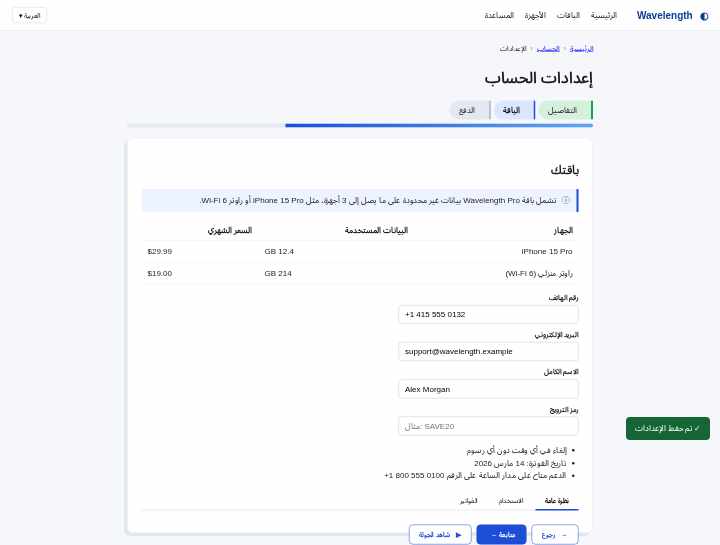 Wavelength
الرئيسية الباقات الأجهزة المساعدة
العربية
الرئيسية › الحساب › الإعدادات
إعدادات الحساب
التفاصيل الباقة الدفع
باقتك
تشمل باقة Wavelength Pro بيانات غير محدودة على ما يصل إلى 3 أجهزة، مثل iPhone 15 Pro أو راوتر Wi-Fi 6.
الجهاز البيانات المستخدمة السعر الشهري
iPhone 15 Pro 12.4 GB $29.99
راوتر منزلي (Wi-Fi 6) 214 GB $19.00
رقم الهاتف
+1 415 555 0132
البريد الإلكتروني
support@wavelength.example
الاسم الكامل
Alex Morgan
رمز الترويج
مثال: SAVE20
• إلغاء في أي وقت دون أي رسوم
• تاريخ الفوترة: 14 مارس 2026
• الدعم متاح على مدار الساعة على الرقم 0100 555 800 1+
نظرة عامة الاستخدام الفواتير
→ رجوع متابعة ← ▶ شاهد الجولة
✓ تم حفظ الإعدادات